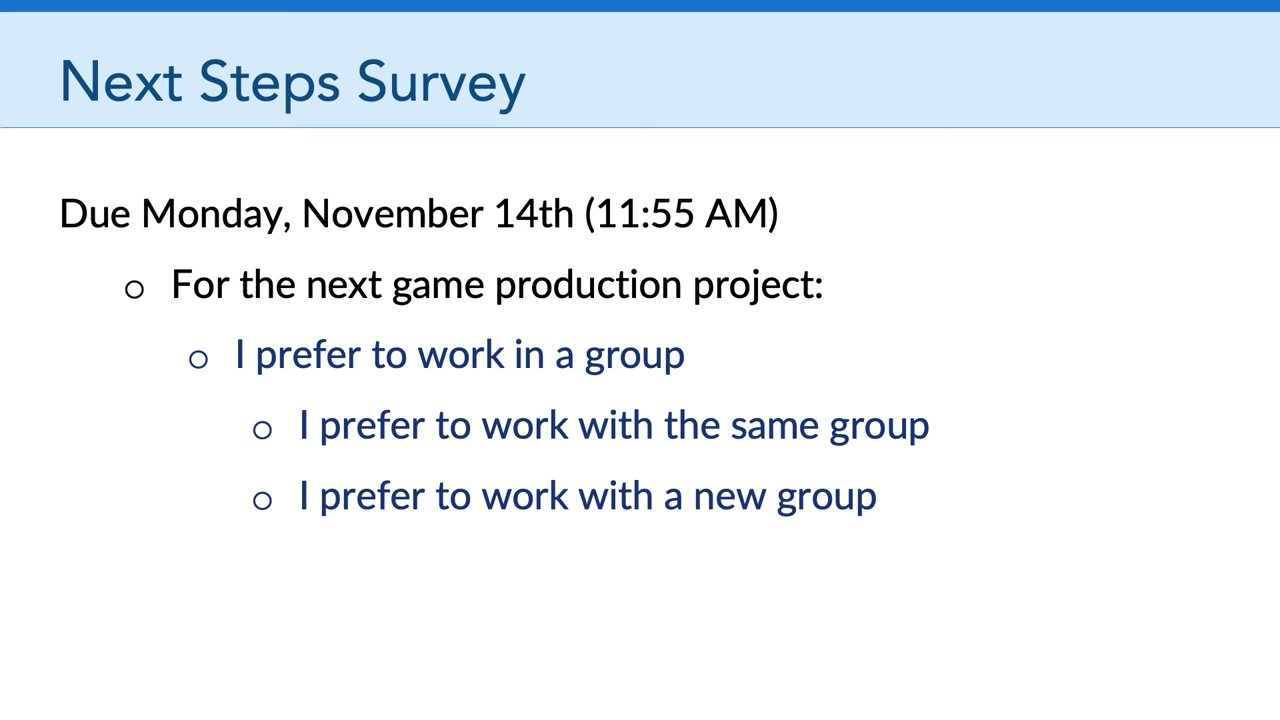 Next Steps Survey
Due Monday, November 14th (11:55 AM)
For the next game production project:
I prefer to work in a group
I prefer to work with the same group
I prefer to work with a new group